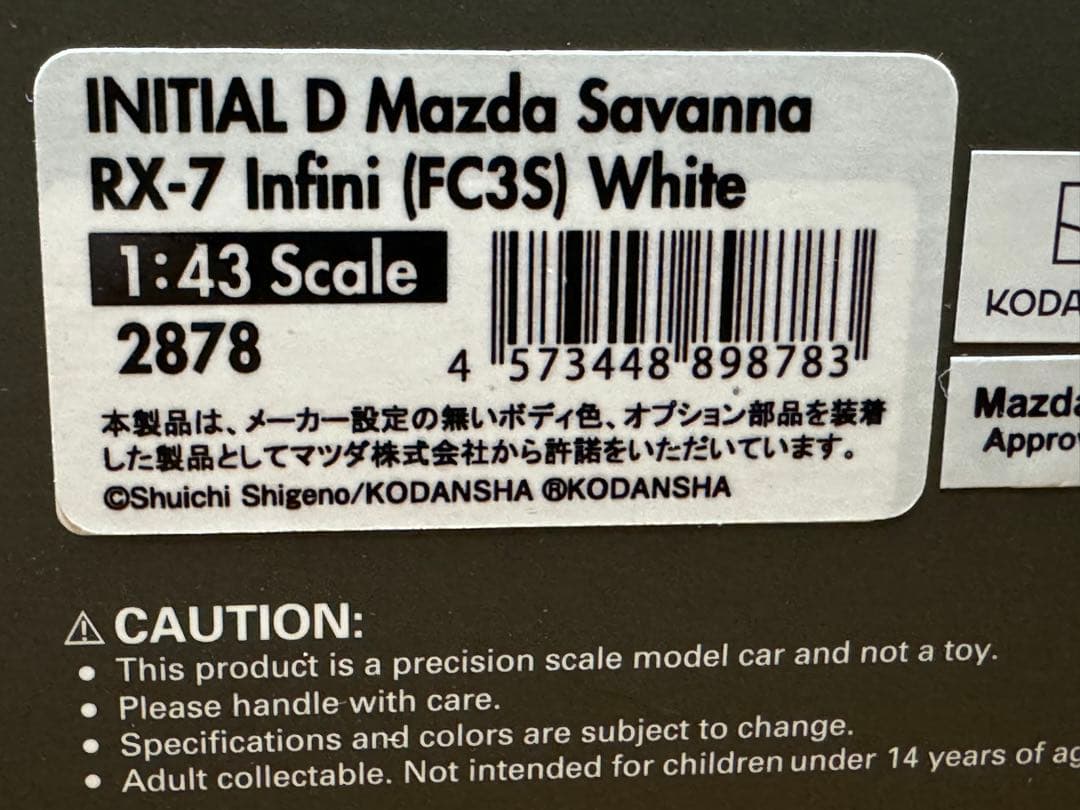 INITIAL D Mazda Savanna
RX-7 Infini (FC3S) White
1:43 Scale
2878
4 573448 898783
本製品は、メーカー設定の無いボディ色、オプション部品を装着
した製品としてマツダ株式会社から許諾をいただいています。
©Shuichi Shigeno/KODANSHA ®KODANSHA
KODA
Mazda
Appro
⚠ CAUTION:
• This product is a precision scale model car and not a toy.
• Please handle with care.
• Specifications and colors are subject to change.
• Adult collectable. Not intended for children under 14 years of ag